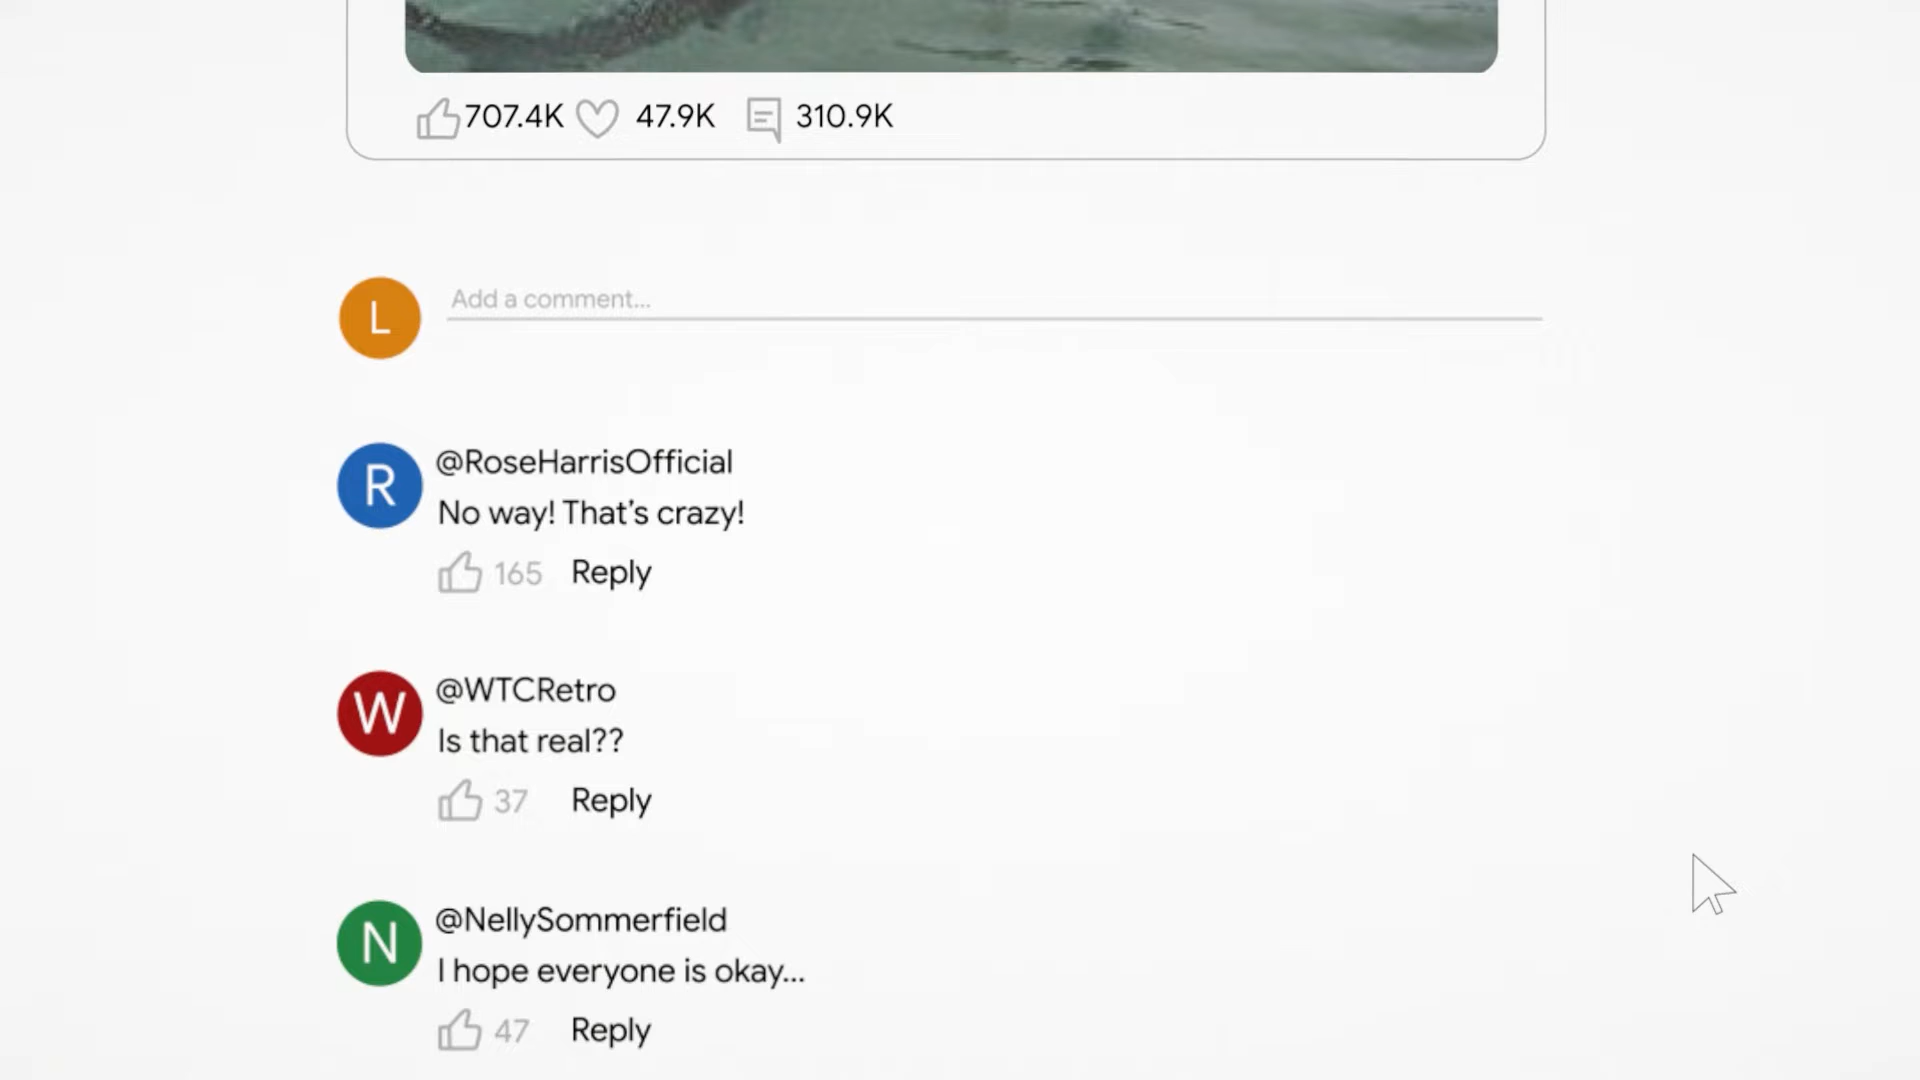 707.4K 47.9K 310.9K
L
Add a comment...
R
@RoseHarrisOfficial
No way! That's crazy!
165 Reply
W
@WTCRetro
Is that real??
37 Reply
N
@NellySommerfield
I hope everyone is okay...
47 Reply